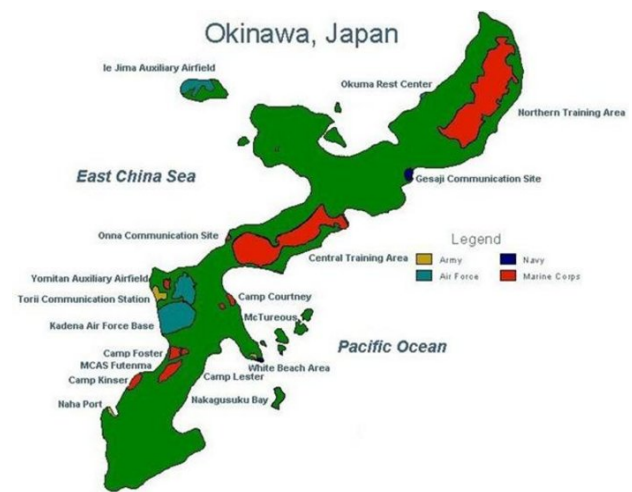 Okinawa, Japan
Ie Jima Auxiliary Airfield
Okuma Rest Center
Northern Training Area
East China Sea
Gesaji Communication Site
Onna Communication Site
Legend
Army
Navy
Air Force
Marine Corps
Central Training Area
Yomitan Auxiliary Airfield
Torii Communication Station
Kadena Air Force Base
Camp Courtney
McTureous
Pacific Ocean
Camp Foster
MCAS Futenma
Camp Kinser
White Beach Area
Camp Lester
Naha Port
Nakagusuku Bay